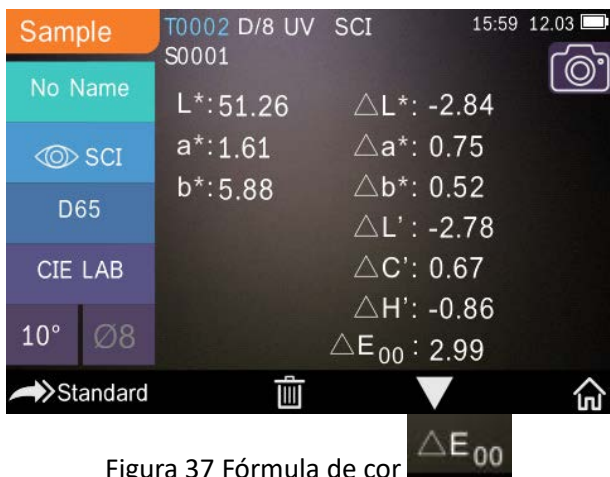 Sample
T0002 D/8 UV SCI 15:59 12.03
S0001
No Name
SCI
D65
CIE LAB
10° Ø8
L*:51.26 △L*: -2.84
a*:1.61 △a*: 0.75
b*:5.88 △b*: 0.52
△L': -2.78
△C': 0.67
△H': -0.86
△E00 : 2.99
Standard
Figura 37 Fórmula de cor △E00